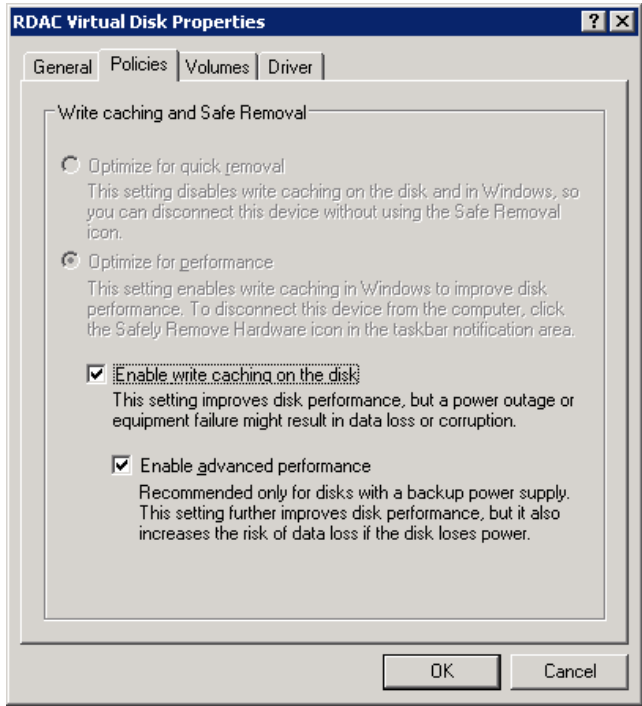 RDAC Virtual Disk Properties
General Policies Volumes Driver
Write caching and Safe Removal
Optimize for quick removal
This setting disables write caching on the disk and in Windows, so
you can disconnect this device without using the Safe Removal
icon.
Optimize for performance
This setting enables write caching in Windows to improve disk
performance. To disconnect this device from the computer, click
the Safely Remove Hardware icon in the taskbar notification area.
Enable write caching on the disk
This setting improves disk performance, but a power outage or
equipment failure might result in data loss or corruption.
Enable advanced performance
Recommended only for disks with a backup power supply.
This setting further improves disk performance, but it also
increases the risk of data loss if the disk loses power.
OK Cancel